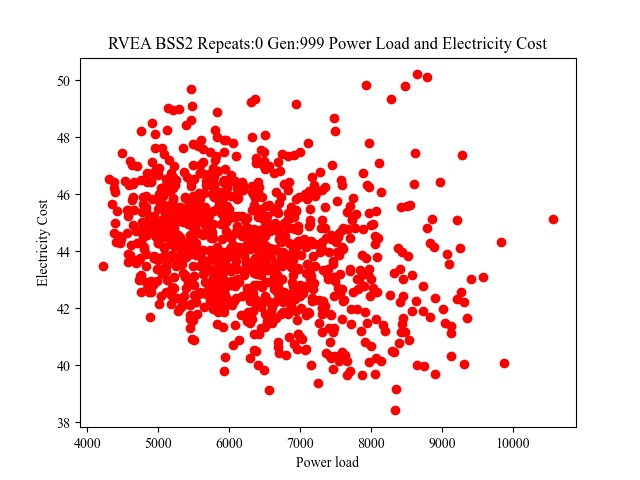 RVEA BSS2 Repeats:0 Gen:999 Power Load and Electricity Cost
50
48
46
44
42
40
38
Electricity Cost
4000 5000 6000 7000 8000 9000 10000
Power load